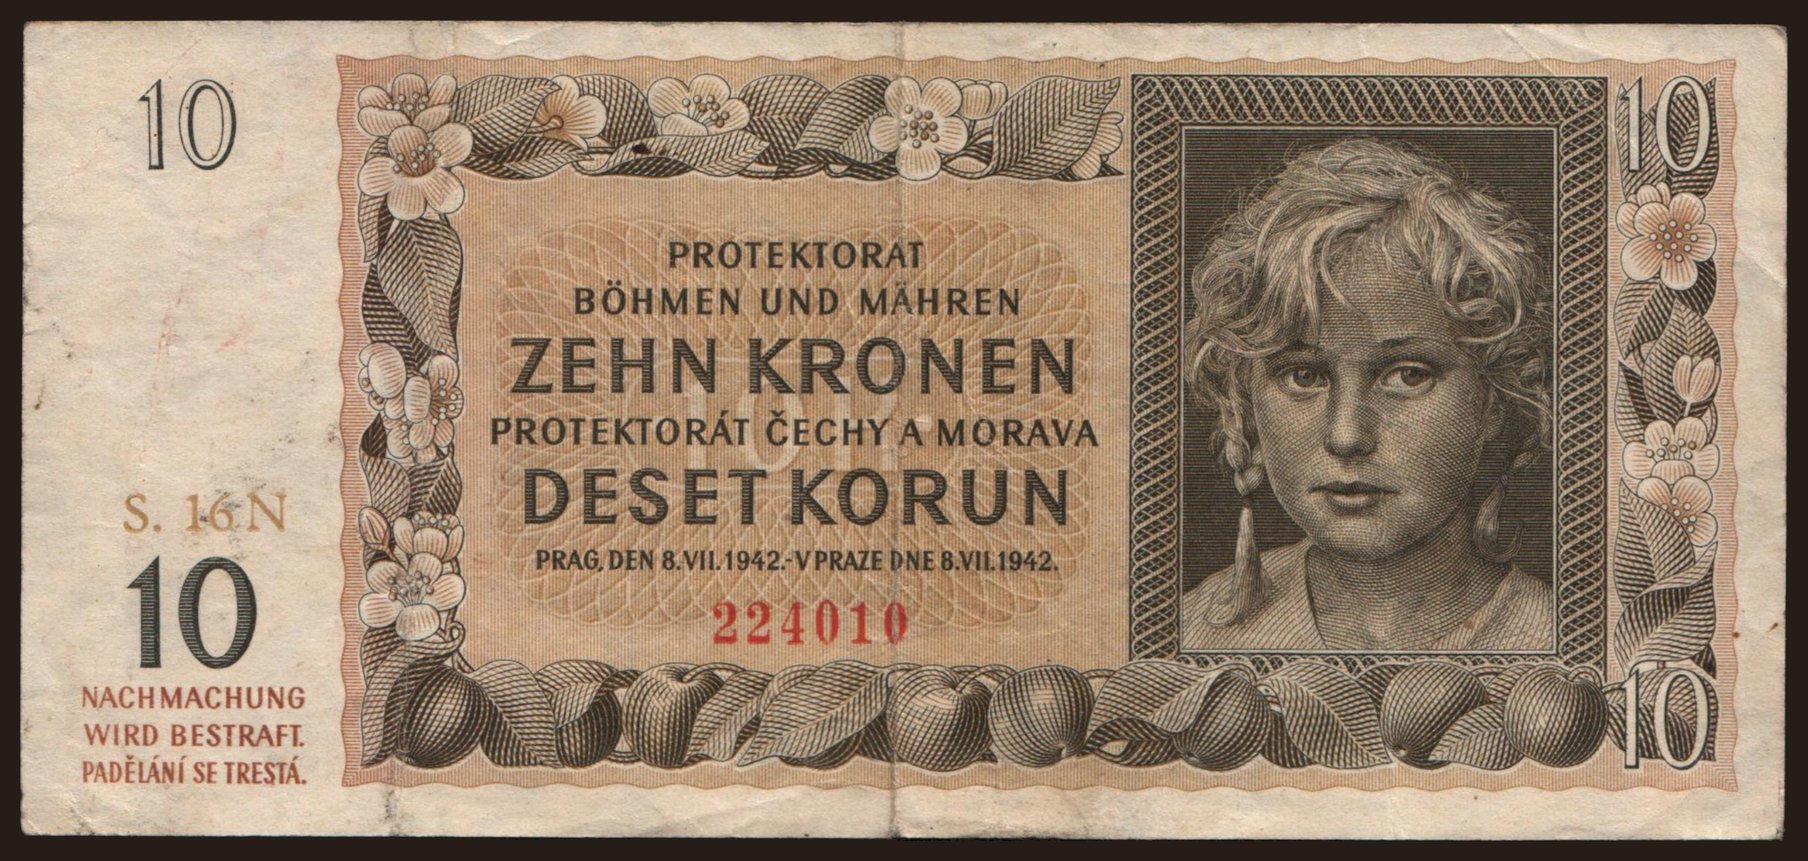 10
10
PROTEKTORAT
BÖHMEN UND MÄHREN
ZEHN KRONEN
PROTEKTORÁT ČECHY A MORAVA
DESET KORUN
PRAG, DEN 8.VII.1942.-V PRAZE DNE 8.VII.1942.
224010
S. 16 N
10
NACHMACHUNG
WIRD BESTRAFT.
PADĚLÁNÍ SE TRESTÁ.
10